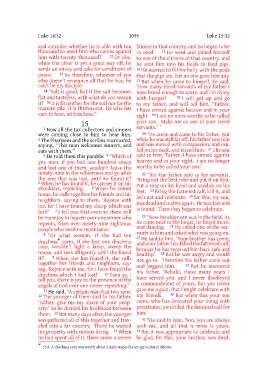 Luke 14:32
1095
Luke 15:32
and consider whether he is able with ten
thousand to meet him who comes against
him with twenty thousand? 32 Or else,
while the other is yet a great way off, he
sends an envoy, and asks for conditions of
peace. 33 So therefore, whoever of you
who doesn't renounce all that he has, he
can't be my disciple.
34 "Salt is good, but if the salt becomes
flat and tasteless, with what do you season
it? 35 It is fit neither for the soil nor for the
manure pile. It is thrown out. He who has
ears to hear, let him hear."
15
1 Now all the tax collectors and sinners
were coming close to him to hear him.
2 The Pharisees and the scribes murmured,
saying, "This man welcomes sinners, and
eats with them."
3 He told them this parable. 4 "Which of
you men, if you had one hundred sheep,
and lost one of them, wouldn't leave the
ninety-nine in the wilderness and go after
the one that was lost, until he found it?
5 When he has found it, he carries it on his
shoulders, rejoicing. 6 When he comes
home, he calls together his friends and his
neighbors, saying to them, 'Rejoice with
me, for I have found my sheep which was
lost!' 7 I tell you that even so there will
be more joy in heaven over one sinner who
repents, than over ninety-nine righteous
people who need no repentance.
8 "Or what woman, if she had ten
drachma* coins, if she lost one drachma
coin, wouldn't light a lamp, sweep the
house, and seek diligently until she found
it? 9 When she has found it, she calls
together her friends and neighbors, saying,
'Rejoice with me, for I have found the
drachma which I had lost!' 10 Even so, I
tell you, there is joy in the presence of the
angels of God over one sinner repenting."
11 He said, "A certain man had two sons.
12 The younger of them said to his father,
'Father, give me my share of your property.'
So he divided his livelihood between
them. 13 Not many days after, the younger
son gathered all of this together and traveled
into a far country. There he wasted
his property with riotous living. 14 When
he had spent all of it, there arose a severe
famine in that country, and he began to be
in need. 15 He went and joined himself
to one of the citizens of that country, and
he sent him into his fields to feed pigs.
16 He wanted to fill his belly with the pods
that the pigs ate, but no one gave him any.
17 But when he came to himself, he said,
'How many hired servants of my father's
have bread enough to spare, and I'm dying
with hunger! 18 I will get up and go
to my father, and will tell him, "Father,
I have sinned against heaven and in your
sight. 19 I am no more worthy to be called
your son. Make me as one of your hired
servants."'
20 "He arose and came to his father. But
while he was still far off, his father saw him
and was moved with compassion, and ran,
fell on his neck, and kissed him. 21 The son
said to him, 'Father, I have sinned against
heaven and in your sight. I am no longer
worthy to be called your son.'
22 "But the father said to his servants,
'Bring out the best robe and put it on him.
Put a ring on his hand and sandals on his
feet. 23 Bring the fattened calf, kill it, and
let's eat and celebrate; 24 for this, my son,
was dead and is alive again. He was lost and
is found.' Then they began to celebrate.
25 "Now his elder son was in the field. As
he came near to the house, he heard music
and dancing. 26 He called one of the servants
to him and asked what was going on.
27 He said to him, 'Your brother has come,
and your father has killed the fattened calf,
because he has received him back safe and
healthy.' 28 But he was angry and would
not go in. Therefore his father came out
and begged him. 29 But he answered
his father, 'Behold, these many years I
have served you, and I never disobeyed
a commandment of yours, but you never
gave me a goat, that I might celebrate with
my friends. 30 But when this your son
came, who has devoured your living with
prostitutes, you killed the fattened calf for
him.'
31 "He said to him, 'Son, you are always
with me, and all that is mine is yours.
32 But it was appropriate to celebrate and
be glad, for this, your brother, was dead,